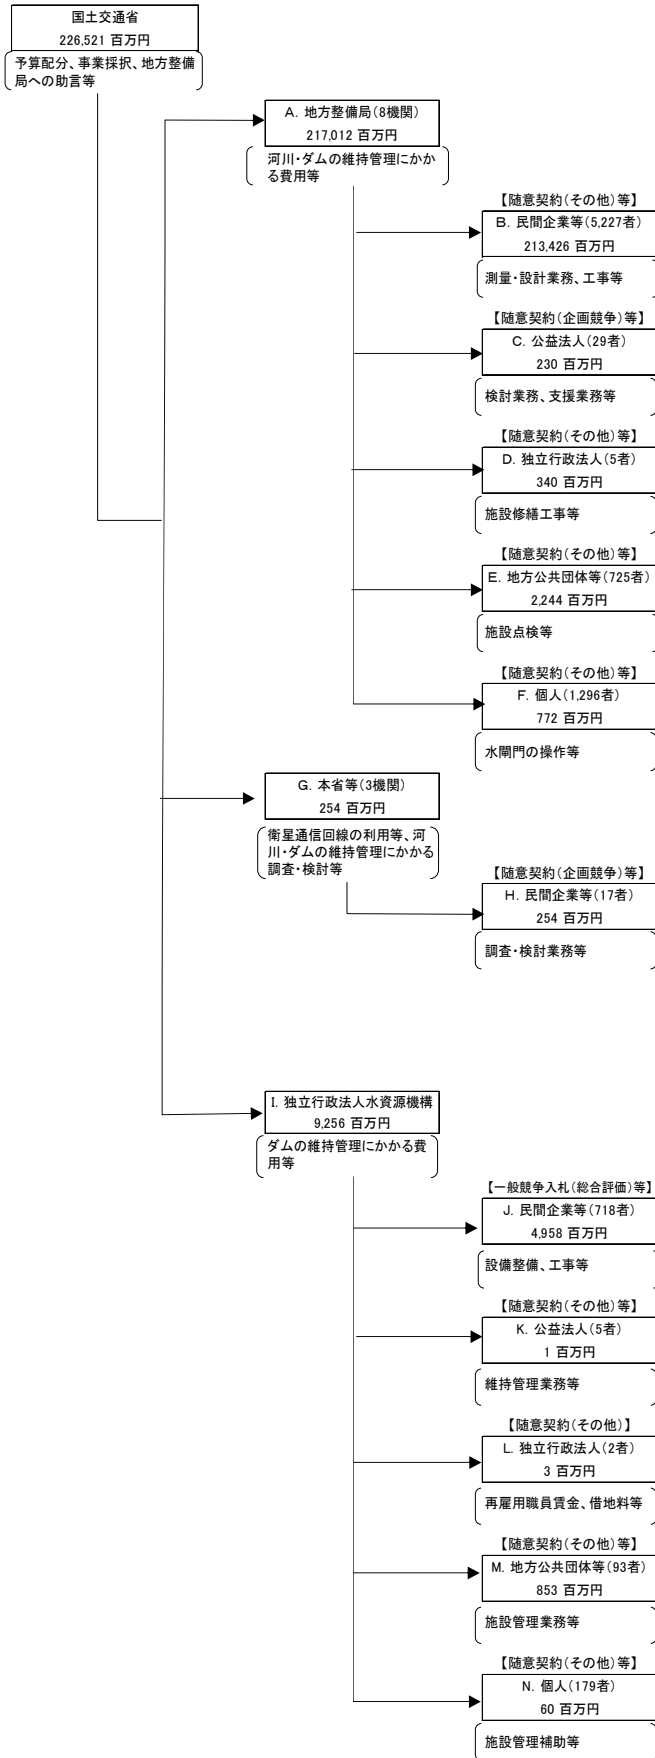 国土交通省
226,521 百万円
予算配分、事業採択、地方整備
局への助言等
A. 地方整備局(8機関)
217,012 百万円
河川・ダムの維持管理にかか
る費用等
【随意契約(その他)等】
B. 民間企業等(5,227者)
213,426 百万円
測量・設計業務、工事等
【随意契約(企画競争)等】
C. 公益法人(29者)
230 百万円
検討業務、支援業務等
【随意契約(その他)等】
D. 独立行政法人(5者)
340 百万円
施設修繕工事等
【随意契約(その他)等】
E. 地方公共団体等(725者)
2,244 百万円
施設点検等
【随意契約(その他)等】
F. 個人(1,296者)
772 百万円
水閘門の操作等
G. 本省等(3機関)
254 百万円
衛星通信回線の利用等、河
川・ダムの維持管理にかかる
調査・検討等
【随意契約(企画競争)等】
H. 民間企業等(17者)
254 百万円
調査・検討業務等
I. 独立行政法人水資源機構
9,256 百万円
ダムの維持管理にかかる費
用等
【一般競争入札(総合評価)等】
J. 民間企業等(718者)
4,958 百万円
設備整備、工事等
【随意契約(その他)等】
K. 公益法人(5者)
1 百万円
維持管理業務等
【随意契約(その他)】
L. 独立行政法人(2者)
3 百万円
再雇用職員賃金、借地料等
【随意契約(その他)等】
M. 地方公共団体等(93者)
853 百万円
施設管理業務等
【随意契約(その他)等】
N. 個人(179者)
60 百万円
施設管理補助等